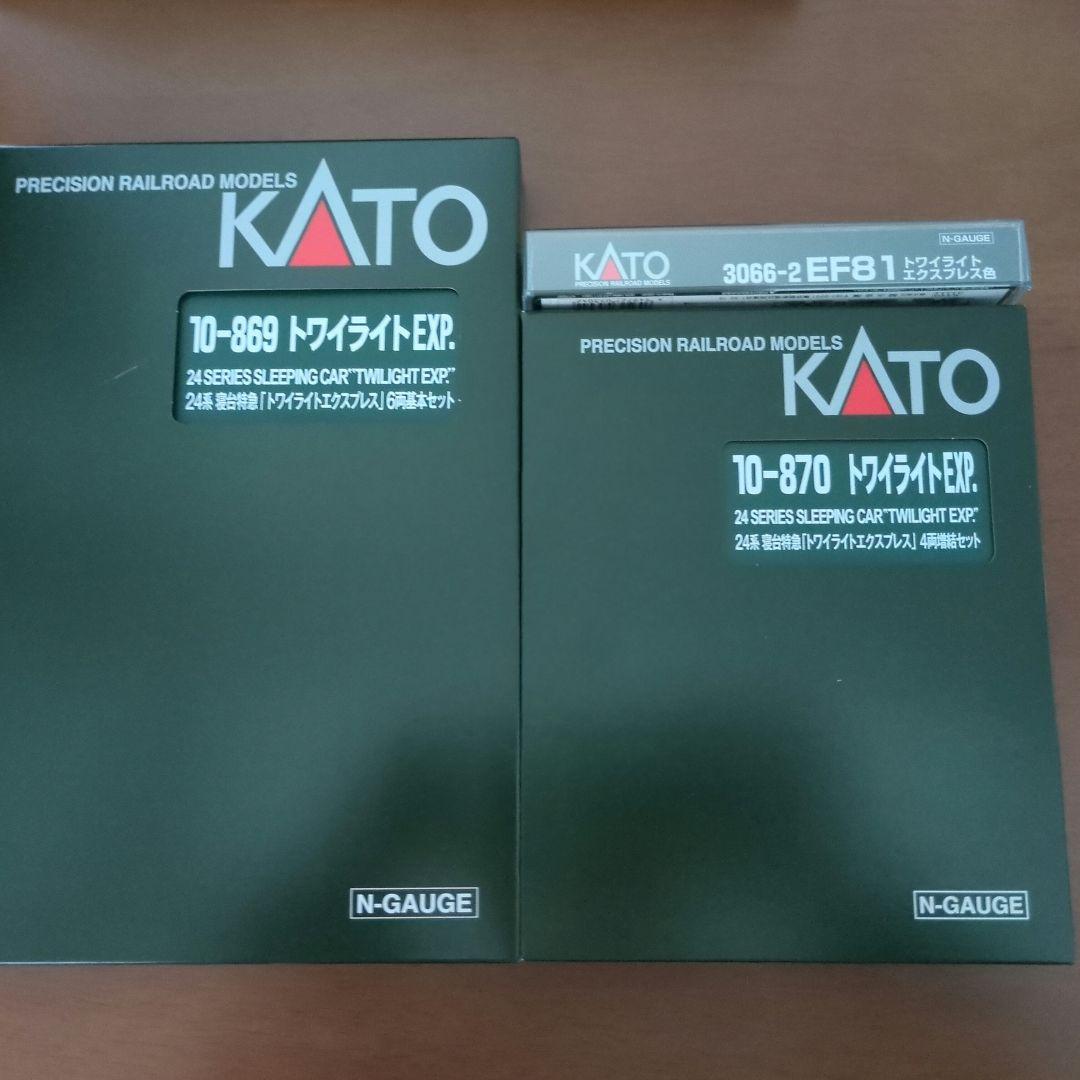 PRECISION RAILROAD MODELS
KATO
10-869 トワイライトEXP.
24 SERIES SLEEPING CAR"TWILIGHT EXP."
24系 寝台特急「トワイライトエクスプレス」6両基本セット
N-GAUGE
KATO
PRECISION RAILROAD MODELS
N-GAUGE
3066-2 EF81 トワイライト
エクスプレス色
PRECISION RAILROAD MODELS
KATO
10-870 トワイライトEXP.
24 SERIES SLEEPING CAR"TWILIGHT EXP."
24系 寝台特急「トワイライトエクスプレス」4両増結セット
N-GAUGE